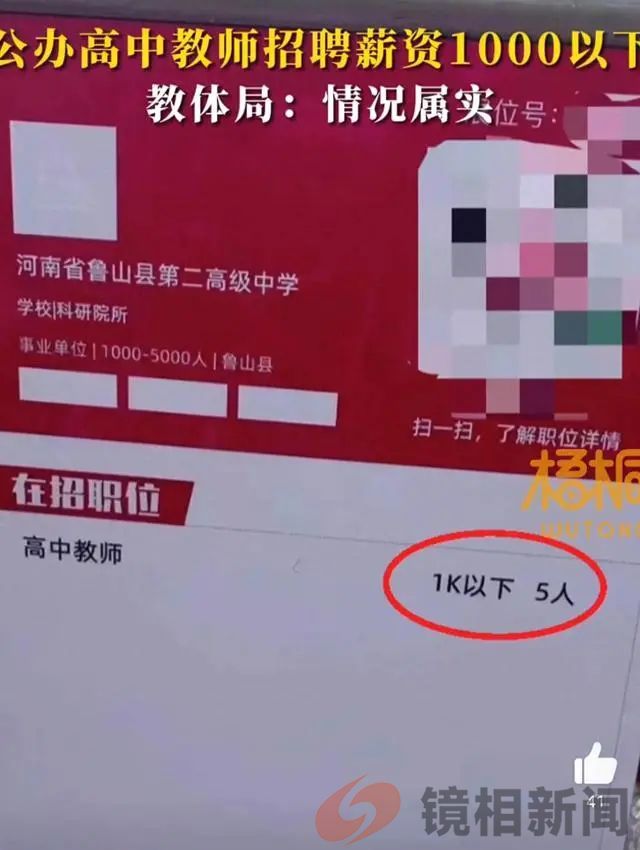 公办高中教师招聘薪资1000以下
教体局：情况属实
位号：
河南省鲁山县第二高级中学
学校|科研院所
事业单位|1000-5000人|鲁山县
扫一扫，了解职位详情
在招职位
梧桐
WUTONG
高中教师
1K以下 5人
41
镜相新闻